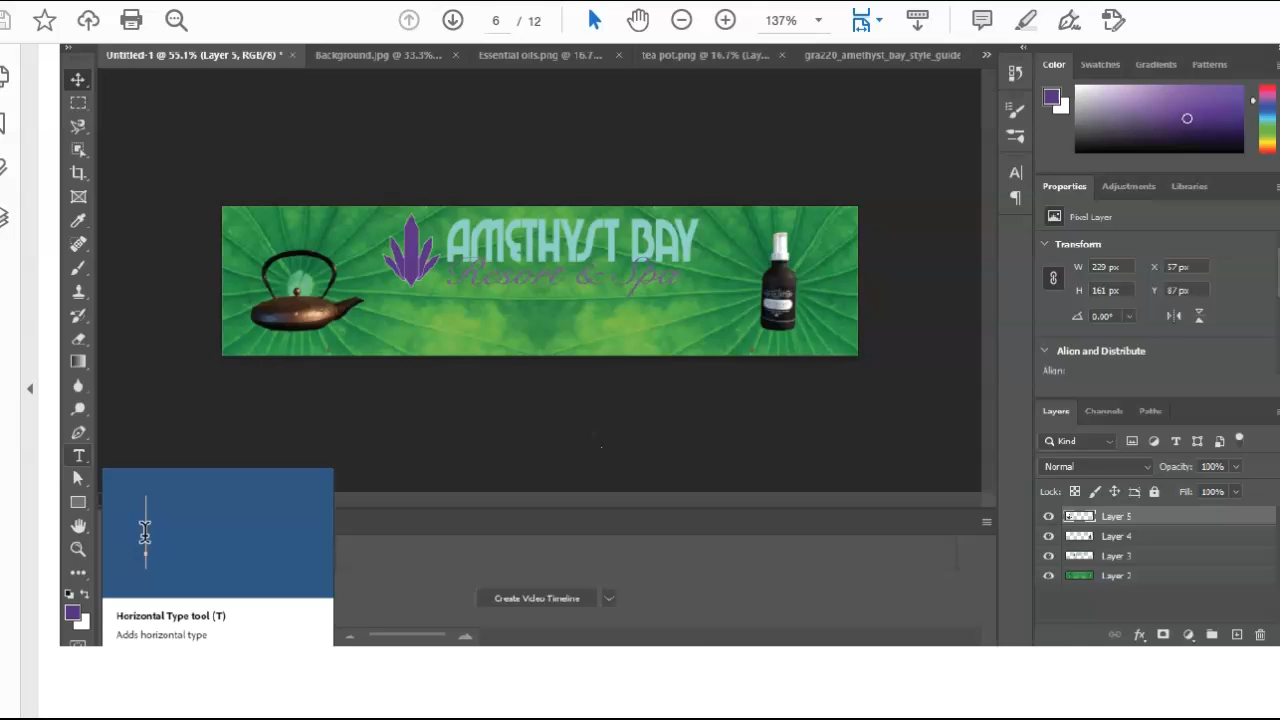 6 / 12
137%
Untitled-1 @ 55.1% (Layer 5, RGB/8) *
Background.jpg @ 33.3%...
Essential oils.png @ 16.7...
tea pot.png @ 16.7% (Lay...
gra220_amethyst_bay_style_guide
Color
Swatches
Gradients
Patterns
AMETHYST BAY
Resort & Spa
Properties
Adjustments
Libraries
Pixel Layer
Transform
W 229 px X 57 px
H 161 px Y 87 px
0.00°
Align and Distribute
Align:
Layers
Channels
Paths
Kind
Normal
Opacity: 100%
Lock:
Fill: 100%
Layer 5
Layer 4
Layer 3
Layer 2
Create Video Timeline
Horizontal Type tool (T)
Adds horizontal type